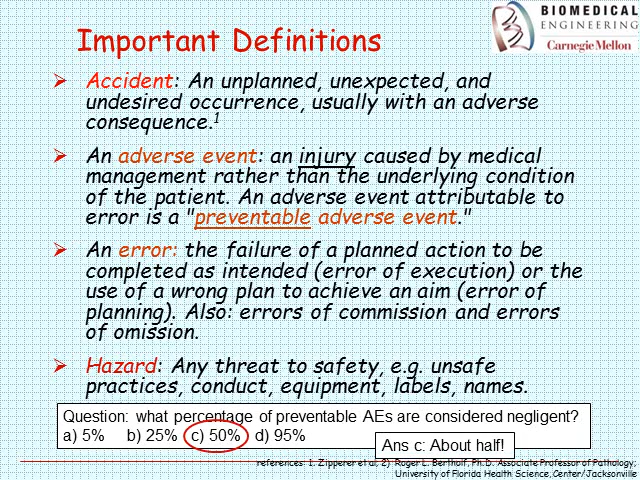 Important Definitions
BIOMEDICAL
ENGINEERING
Carnegie Mellon
Accident: An unplanned, unexpected, and
undesired occurrence, usually with an adverse
consequence.1
An adverse event: an injury caused by medical
management rather than the underlying condition
of the patient. An adverse event attributable to
error is a "preventable adverse event."
An error: the failure of a planned action to be
completed as intended (error of execution) or the
use of a wrong plan to achieve an aim (error of
planning). Also: errors of commission and errors
of omission.
Hazard: Any threat to safety, e.g. unsafe
practices, conduct, equipment, labels, names.
Question: what percentage of preventable AEs are considered negligent?
a) 5% b) 25% c) 50% d) 95%
Ans c: About half!
references: 1. Zipperer et al; 2) Roger L. Bertholf, Ph.D. Associate Professor of Pathology;
University of Florida Health Science, Center/Jacksonville